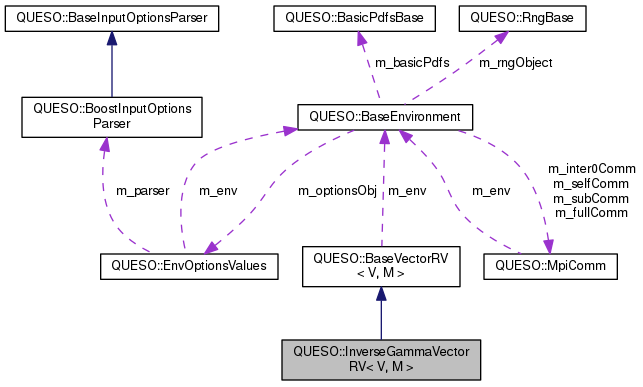 QUESO::BaseInputOptionsParser
QUESO::BasicPdfsBase
QUESO::RngBase
m_basicPdfs
m_rngObject
QUESO::BoostInputOptions
Parser
QUESO::BaseEnvironment
m_parser
m_env
m_optionsObj
m_env
m_env
m_inter0Comm
m_selfComm
m_subComm
m_fullComm
QUESO::EnvOptionsValues
QUESO::BaseVectorRV
< V, M >
QUESO::MpiComm
QUESO::InverseGammaVector
RV< V, M >